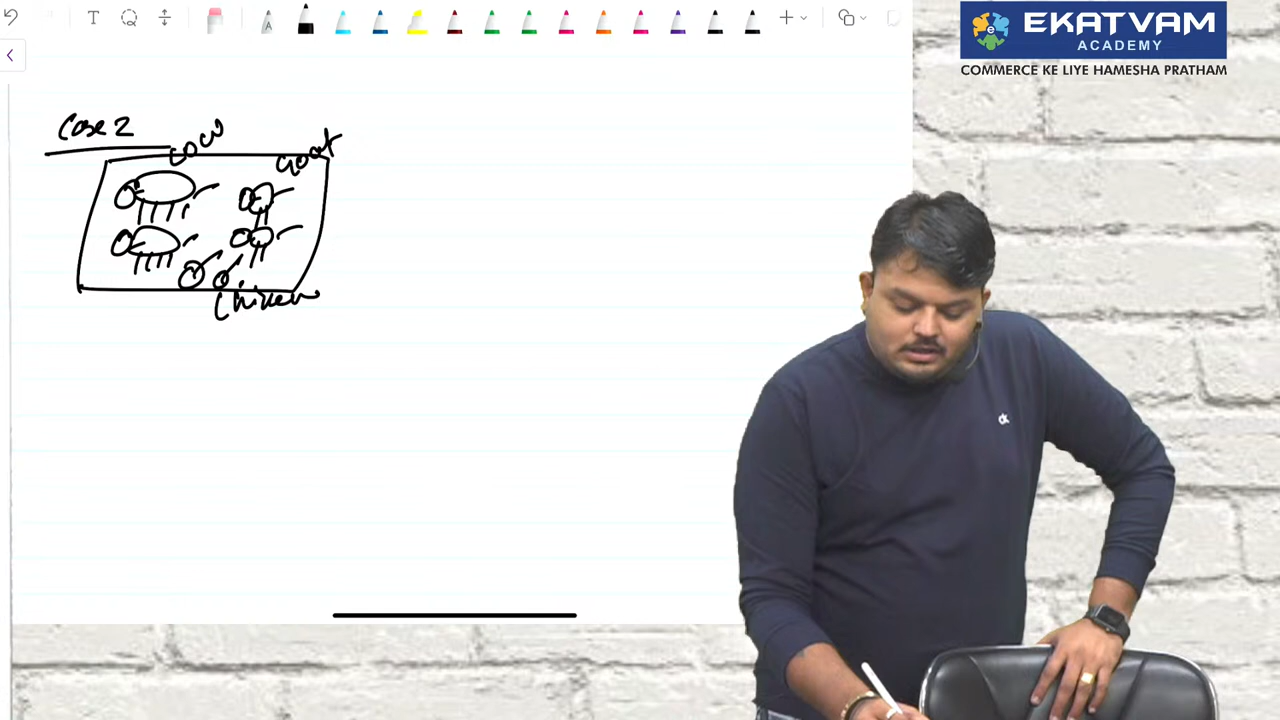 EKATVAM
ACADEMY
COMMERCE KE LIYE HAMESHA PRATHAM
Case 2
cow
Goat
Chicken